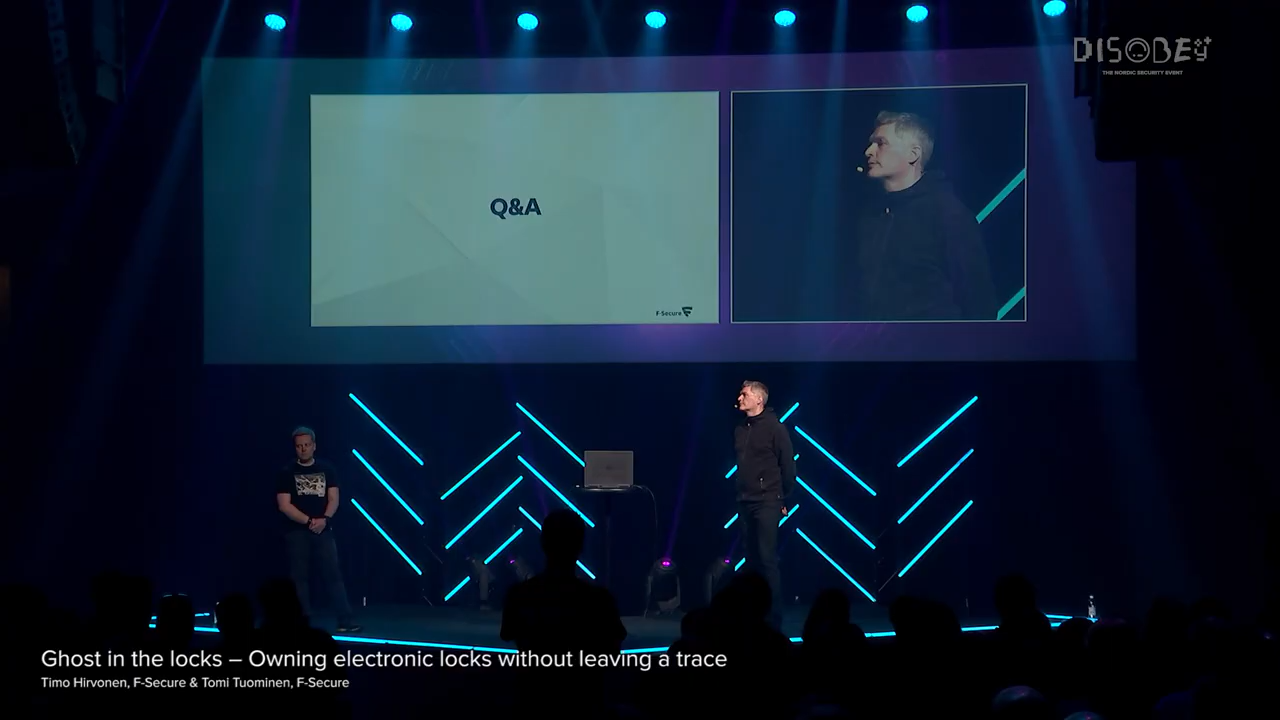 DISOBEY
THE NORDIC SECURITY EVENT
Q&A
F-Secure
Ghost in the locks – Owning electronic locks without leaving a trace
Timo Hirvonen, F-Secure & Tomi Tuominen, F-Secure